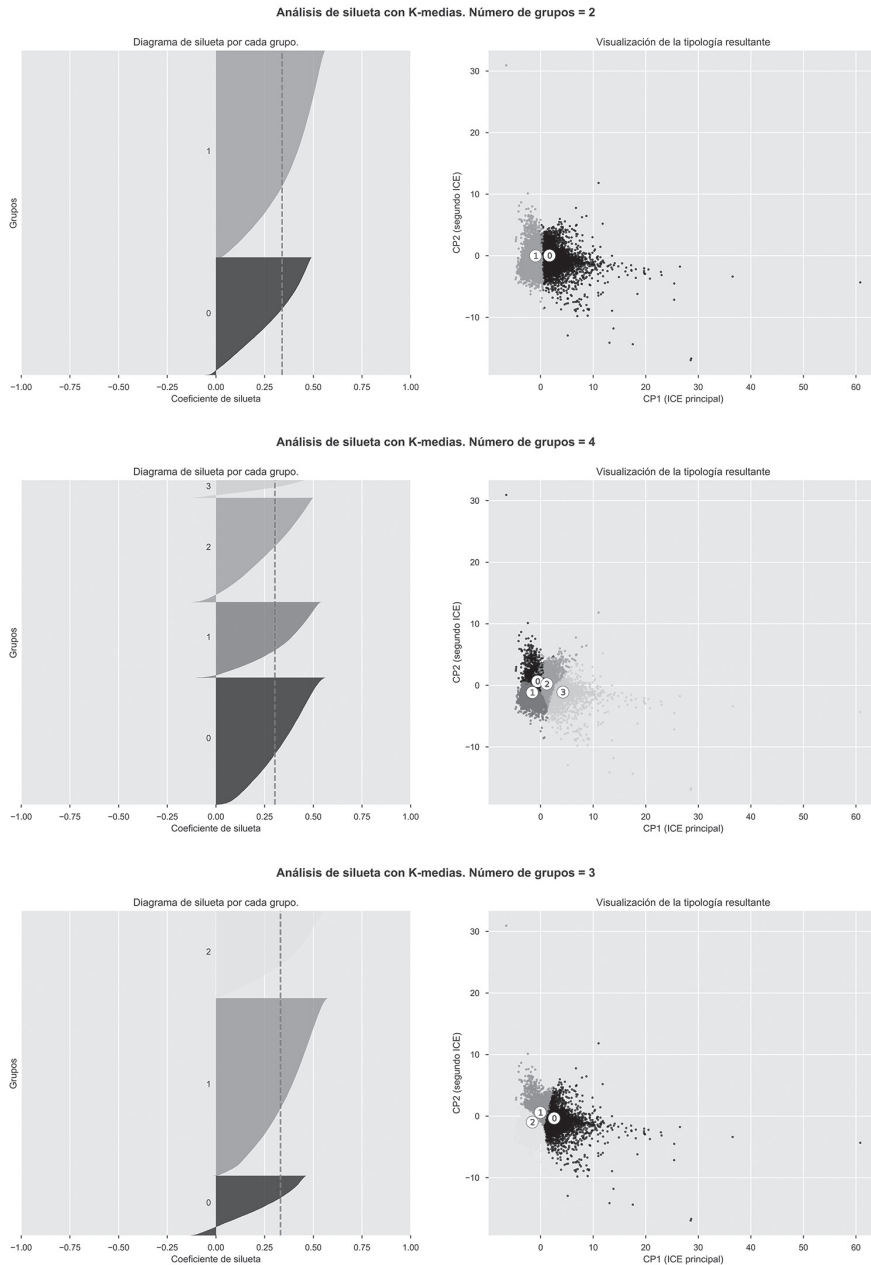 Análisis de silueta con K-medias. Número de grupos = 2
Diagrama de silueta por cada grupo.
Grupos
1
0
−1.00 −0.75 −0.50 −0.25 0.00 0.25 0.50 0.75 1.00
Coeficiente de silueta
Visualización de la tipología resultante
CP2 (segundo ICE)
30
20
10
0
−10
1 0
0 10 20 30 40 50 60
CP1 (ICE principal)
Análisis de silueta con K-medias. Número de grupos = 4
Diagrama de silueta por cada grupo.
Grupos
3
2
1
0
−1.00 −0.75 −0.50 −0.25 0.00 0.25 0.50 0.75 1.00
Coeficiente de silueta
Visualización de la tipología resultante
CP2 (segundo ICE)
30
20
10
0
−10
0 2
1 3
0 10 20 30 40 50 60
CP1 (ICE principal)
Análisis de silueta con K-medias. Número de grupos = 3
Diagrama de silueta por cada grupo.
Grupos
2
1
0
−1.00 −0.75 −0.50 −0.25 0.00 0.25 0.50 0.75 1.00
Coeficiente de silueta
Visualización de la tipología resultante
CP2 (segundo ICE)
30
20
10
0
−10
1 0
2
0 10 20 30 40 50 60
CP1 (ICE principal)